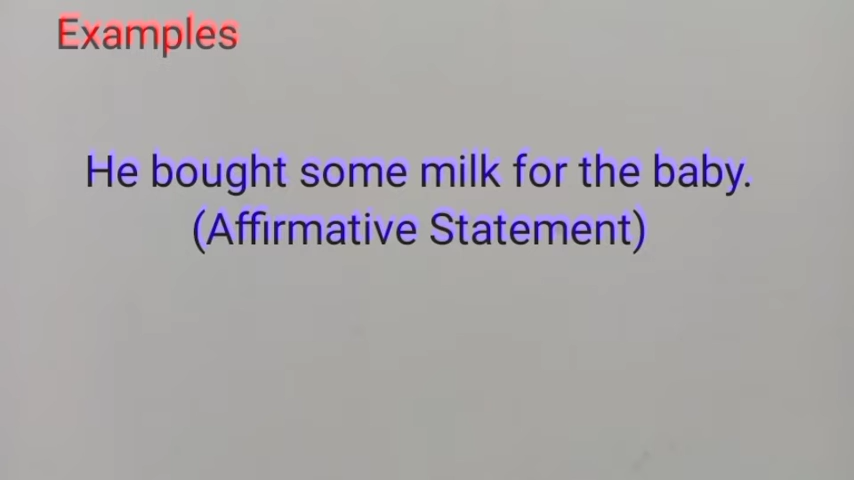 Examples
He bought some milk for the baby.
(Affirmative Statement)